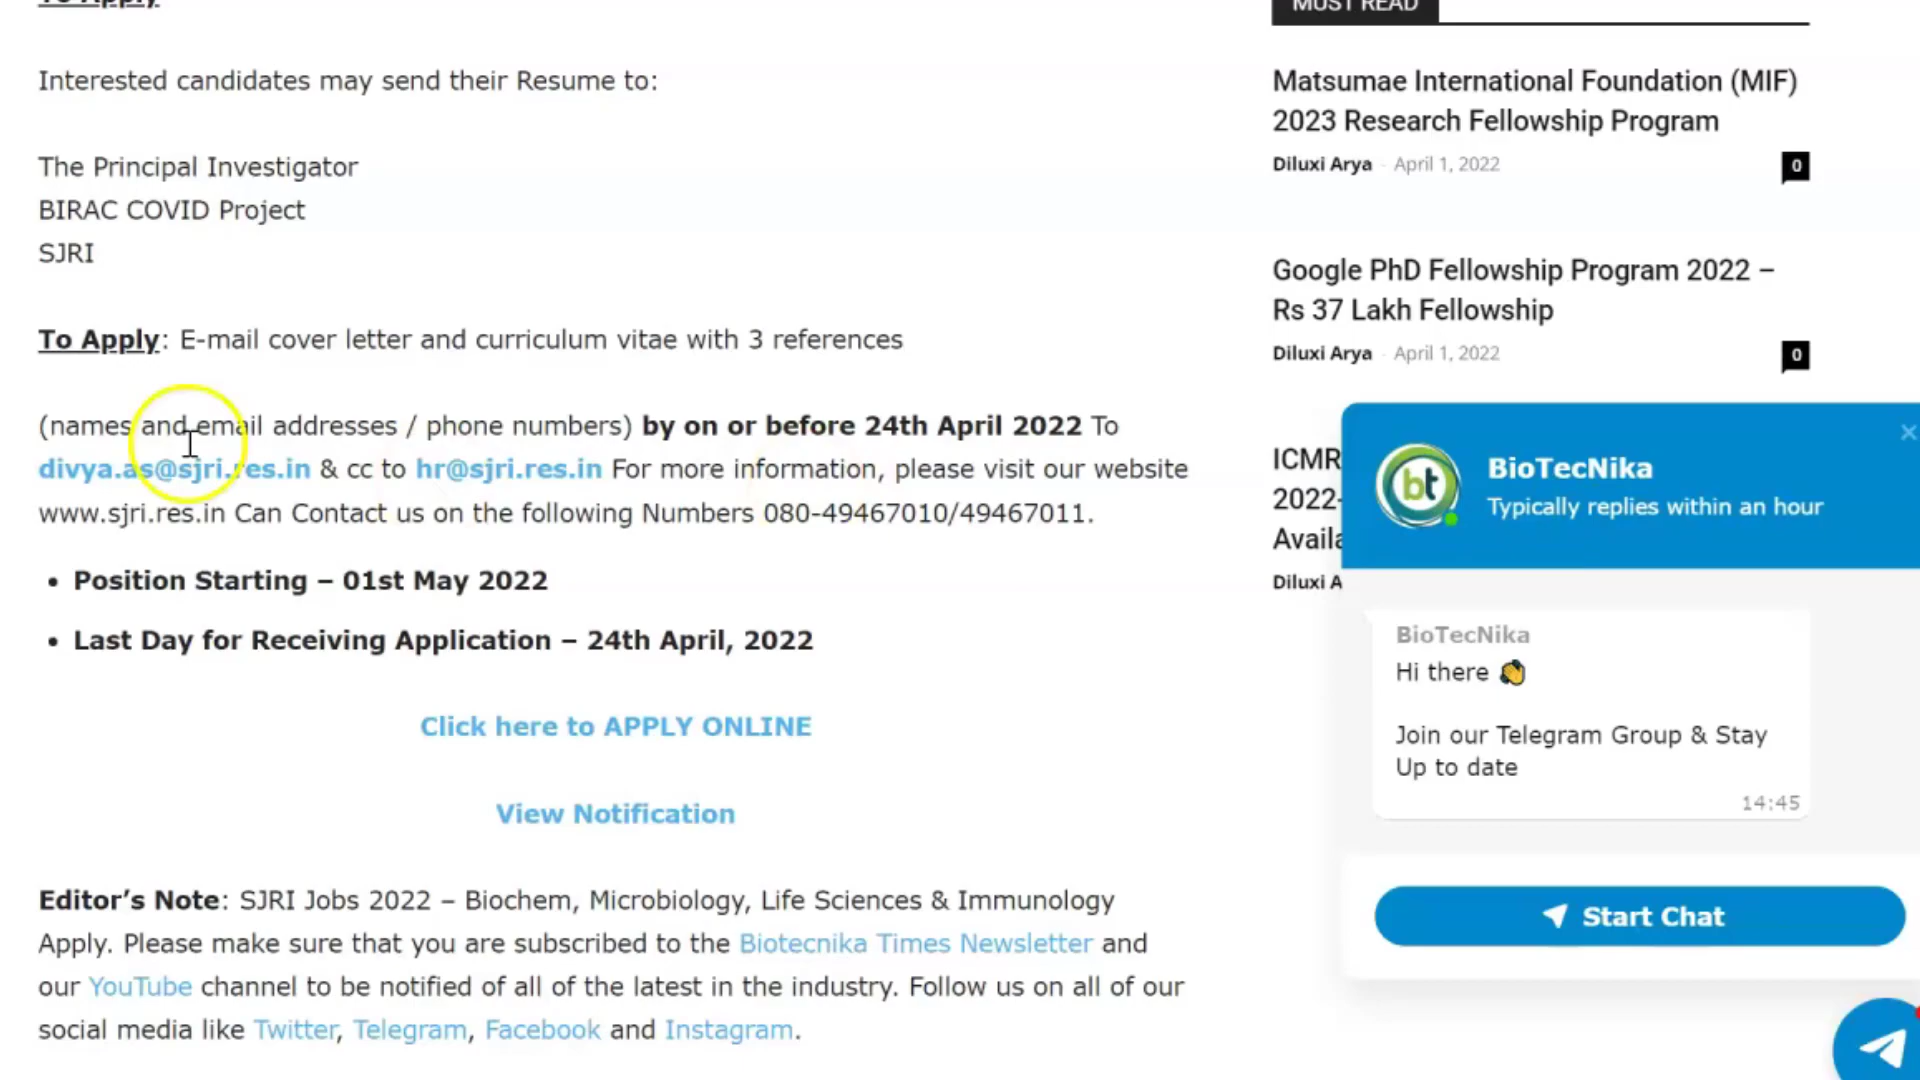 To Apply
Interested candidates may send their Resume to:
The Principal Investigator
BIRAC COVID Project
SJRI
To Apply: E-mail cover letter and curriculum vitae with 3 references
(names and email addresses / phone numbers) by on or before 24th April 2022 To
divya.as@sjri.res.in & cc to hr@sjri.res.in For more information, please visit our website
www.sjri.res.in Can Contact us on the following Numbers 080-49467010/49467011.
• Position Starting – 01st May 2022
• Last Day for Receiving Application – 24th April, 2022
Click here to APPLY ONLINE
View Notification
Editor’s Note: SJRI Jobs 2022 – Biochem, Microbiology, Life Sciences & Immunology
Apply. Please make sure that you are subscribed to the Biotecnika Times Newsletter and
our YouTube channel to be notified of all of the latest in the industry. Follow us on all of our
social media like Twitter, Telegram, Facebook and Instagram.
MUST READ
Matsumae International Foundation (MIF)
2023 Research Fellowship Program
Diluxi Arya - April 1, 2022
0
Google PhD Fellowship Program 2022 –
Rs 37 Lakh Fellowship
Diluxi Arya - April 1, 2022
0
ICMR
2022-
Availa
Diluxi A
bt
BioTecNika
Typically replies within an hour
BioTecNika
Hi there 👋
Join our Telegram Group & Stay
Up to date
14:45
Start Chat